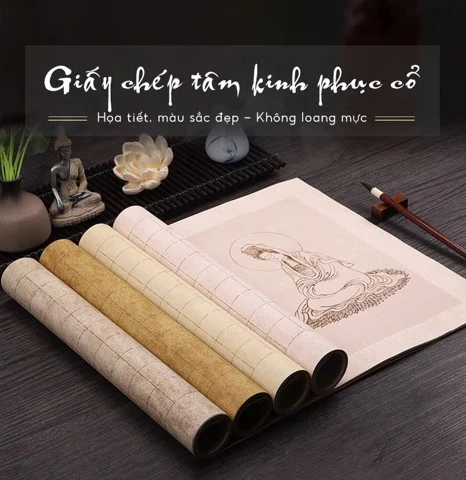 Giấy chép tâm kinh phục cổ
Họa tiết, màu sắc đẹp – Không loang mực